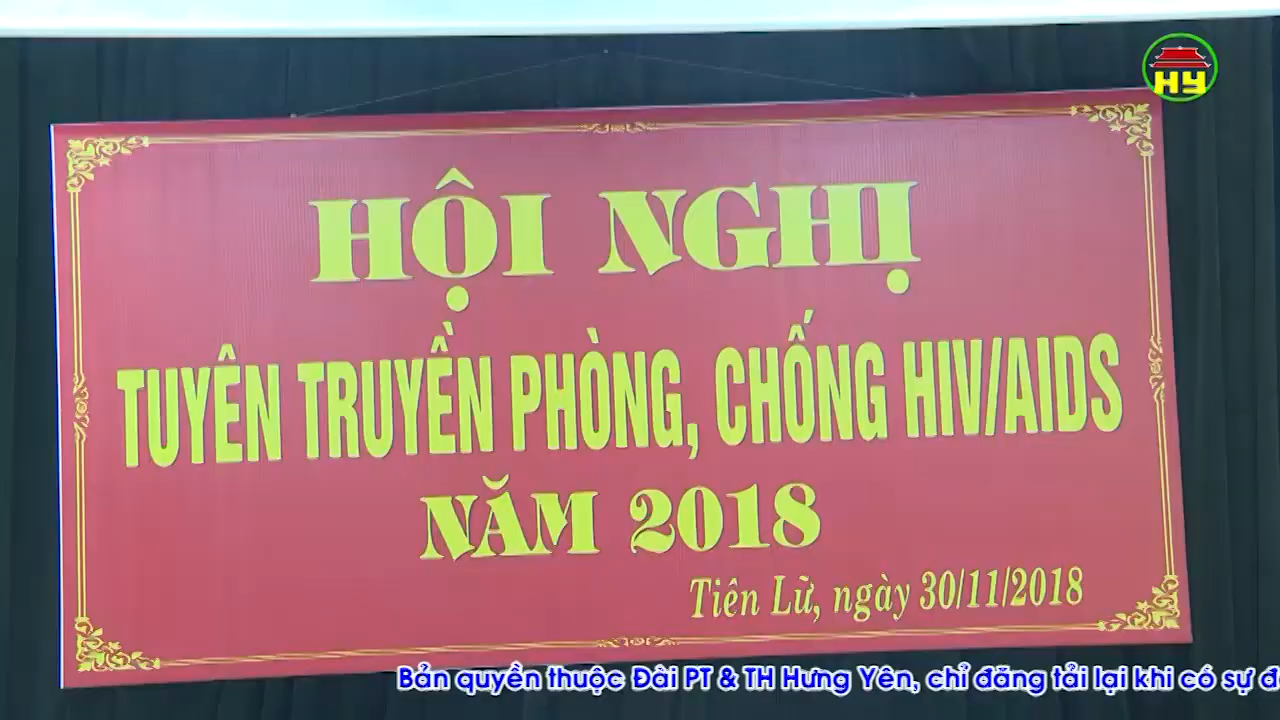 HY
HỘI NGHỊ
TUYÊN TRUYỀN PHÒNG, CHỐNG HIV/AIDS
NĂM 2018
Tiên Lữ, ngày 30/11/2018
Bản quyền thuộc Đài PT & TH Hưng Yên, chỉ đăng tải lại khi có sự